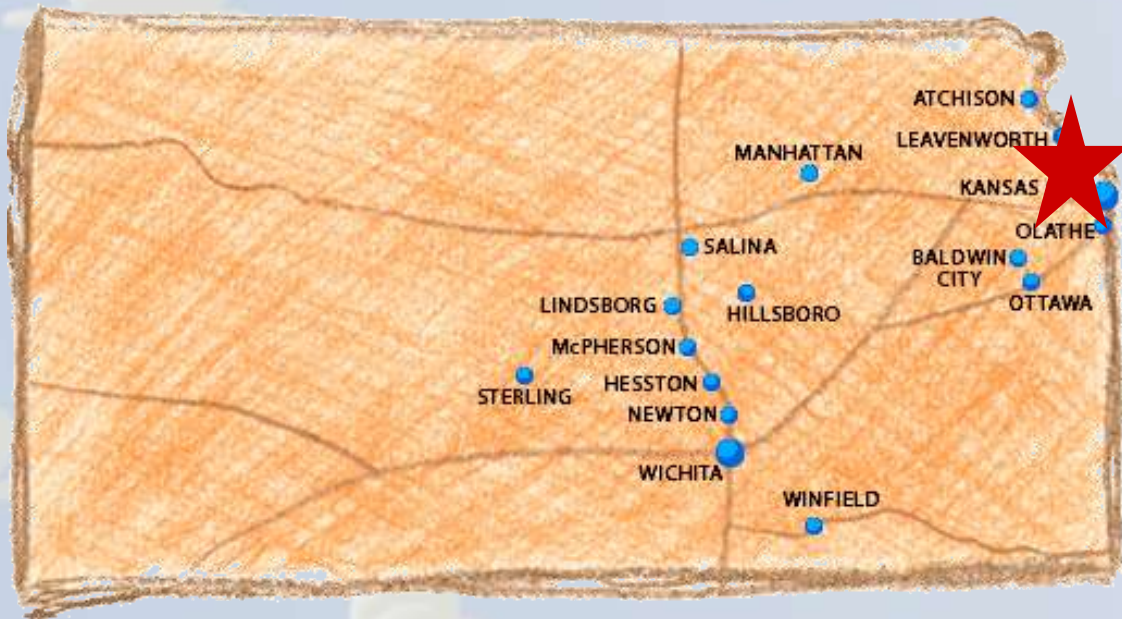 ATCHISON
LEAVENWORTH
MANHATTAN
KANSAS
OLATHE
SALINA
BALDWIN
CITY
OTTAWA
LINDSBORG
HILLSBORO
McPHERSON
HESSTON
STERLING
NEWTON
WICHITA
WINFIELD